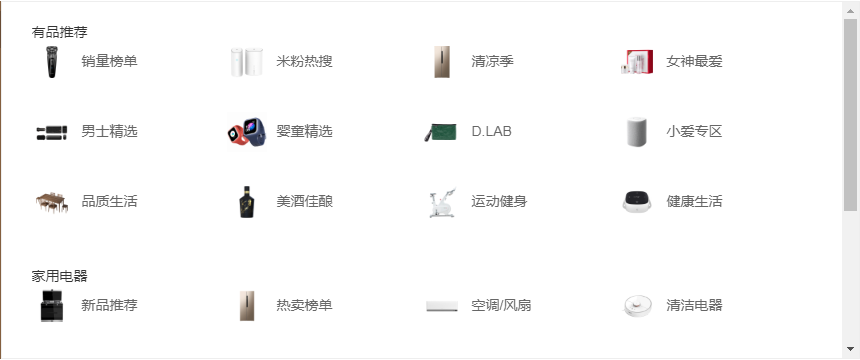 有品推荐
销量榜单 米粉热搜 清凉季 女神最爱
男士精选 婴童精选 D.LAB 小爱专区
品质生活 美酒佳酿 运动健身 健康生活
家用电器
新品推荐 热卖榜单 空调/风扇 清洁电器